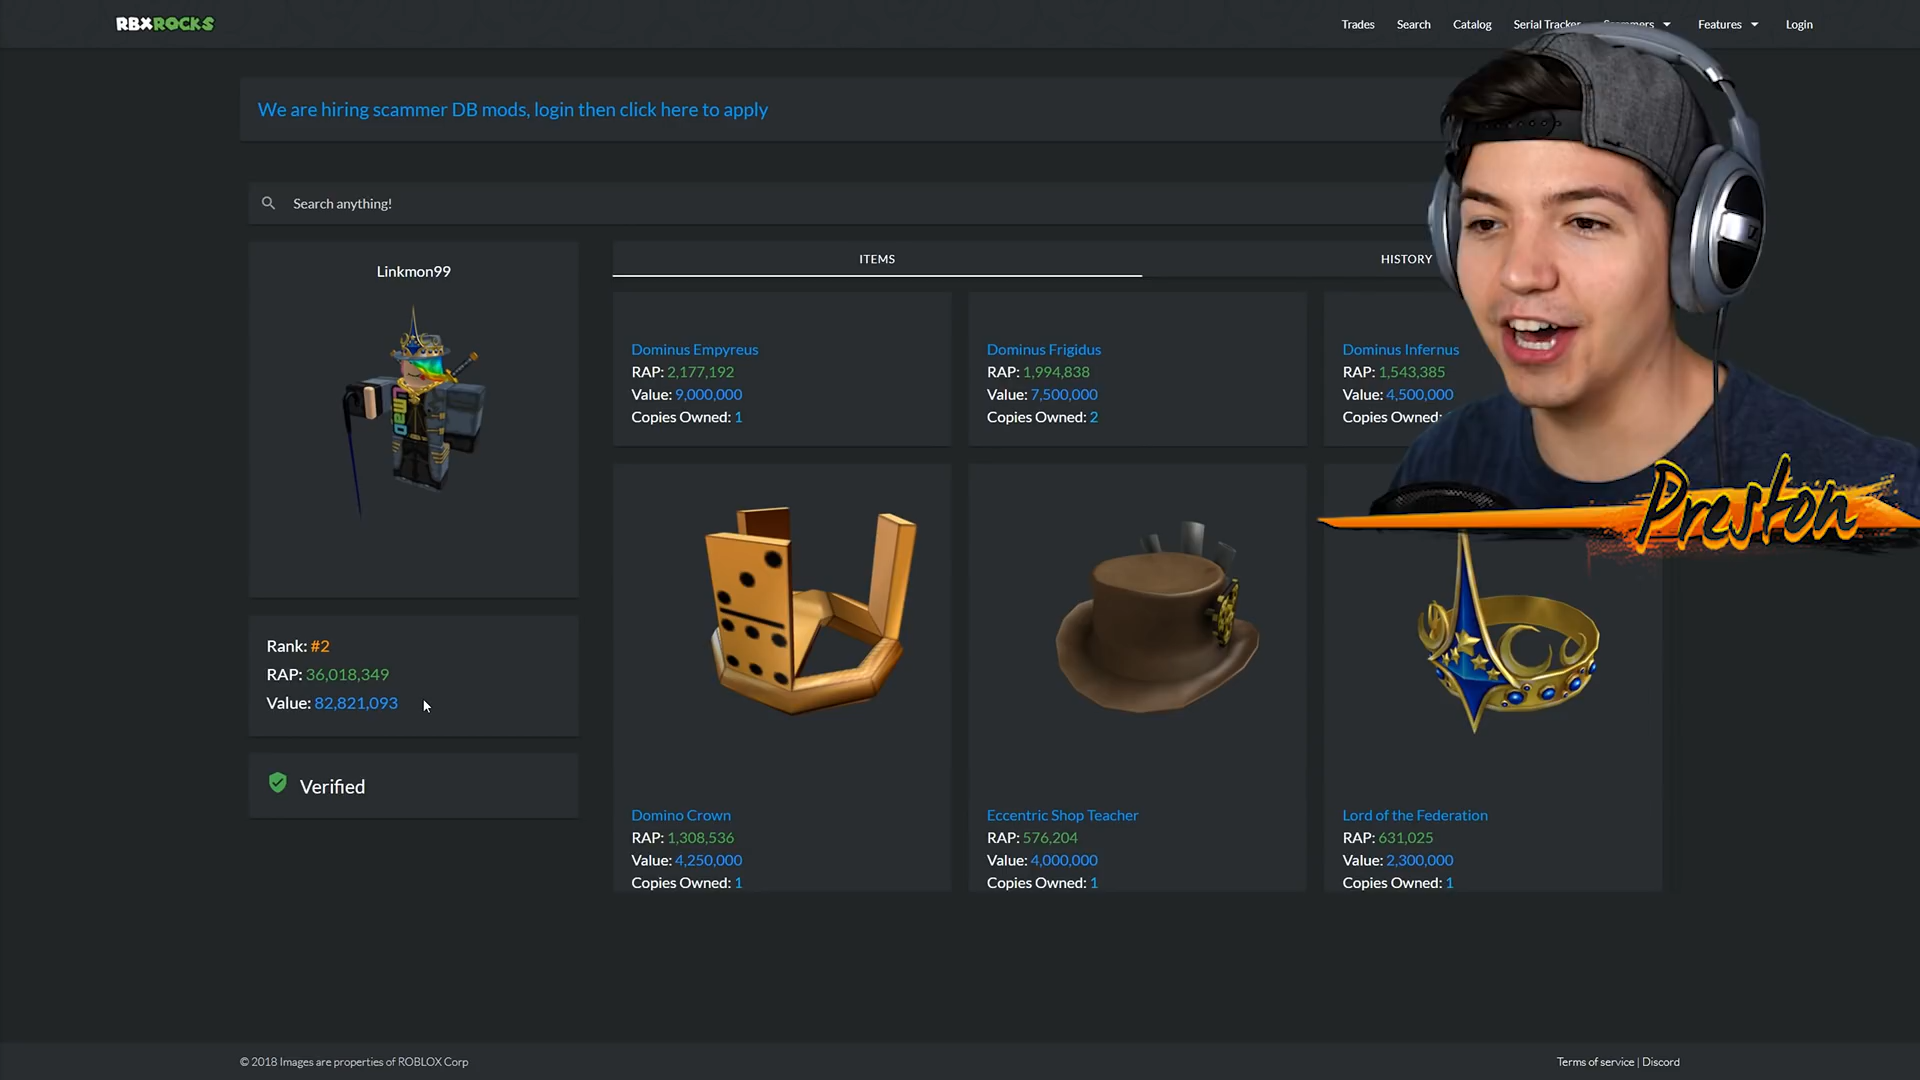 RBXROCKS
Trades Search Catalog Serial Tracker Scammers Features Login
We are hiring scammer DB mods, login then click here to apply
Search anything!
Linkmon99
Rank: #2
RAP: 36,018,349
Value: 82,821,093
Verified
ITEMS HISTORY
Dominus Empyreus
RAP: 2,177,192
Value: 9,000,000
Copies Owned: 1
Dominus Frigidus
RAP: 1,994,838
Value: 7,500,000
Copies Owned: 2
Dominus Infernus
RAP: 1,543,385
Value: 4,500,000
Copies Owned:
Preston
Domino Crown
RAP: 1,308,536
Value: 4,250,000
Copies Owned: 1
Eccentric Shop Teacher
RAP: 576,204
Value: 4,000,000
Copies Owned: 1
Lord of the Federation
RAP: 631,025
Value: 2,300,000
Copies Owned: 1
© 2018 Images are properties of ROBLOX Corp
Terms of service | Discord